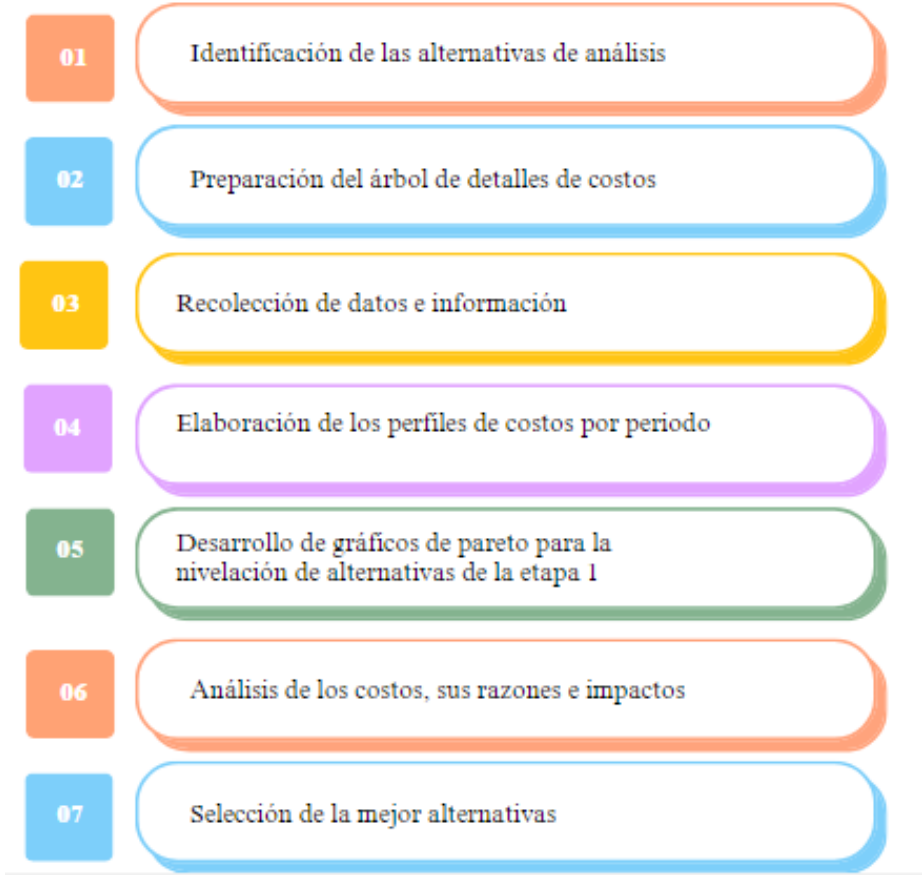 01
Identificación de las alternativas de análisis
02
Preparación del árbol de detalles de costos
03
Recolección de datos e información
04
Elaboración de los perfiles de costos por periodo
05
Desarrollo de gráficos de pareto para la
nivelación de alternativas de la etapa 1
06
Análisis de los costos, sus razones e impactos
07
Selección de la mejor alternativas